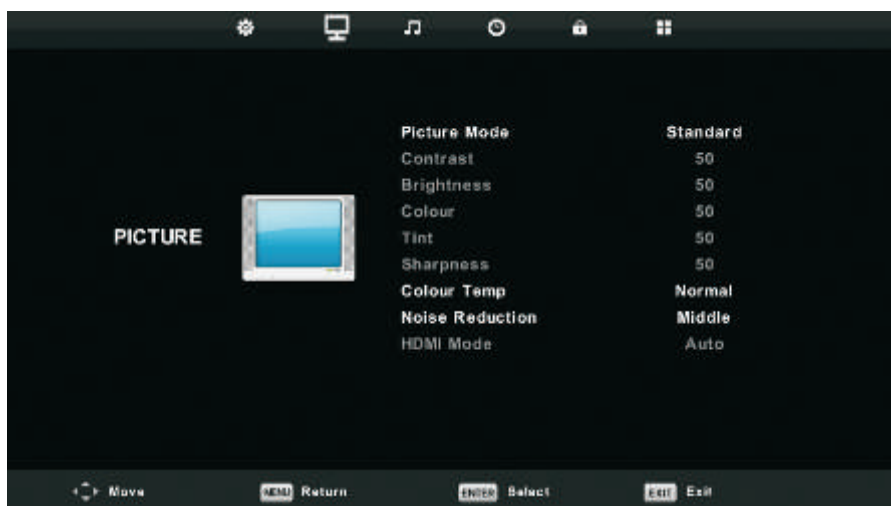 Picture Mode Standard
Contrast 50
Brightness 50
Colour 50
PICTURE
Tint 50
Sharpness 50
Colour Temp Normal
Noise Reduction Middle
HDMI Mode Auto
Move MENU Return ENTER Select EXIT Exit